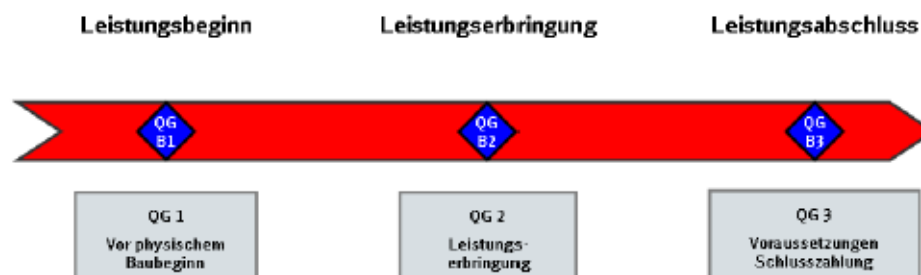 Leistungsbeginn
Leistungserbringung
Leistungsabschluss
QG
B1
QG
B2
QG
B3
QG 1
Vor physischem
Baubeginn
QG 2
Leistungs-
erbringung
QG 3
Voraussetzungen
Schlusszahlung